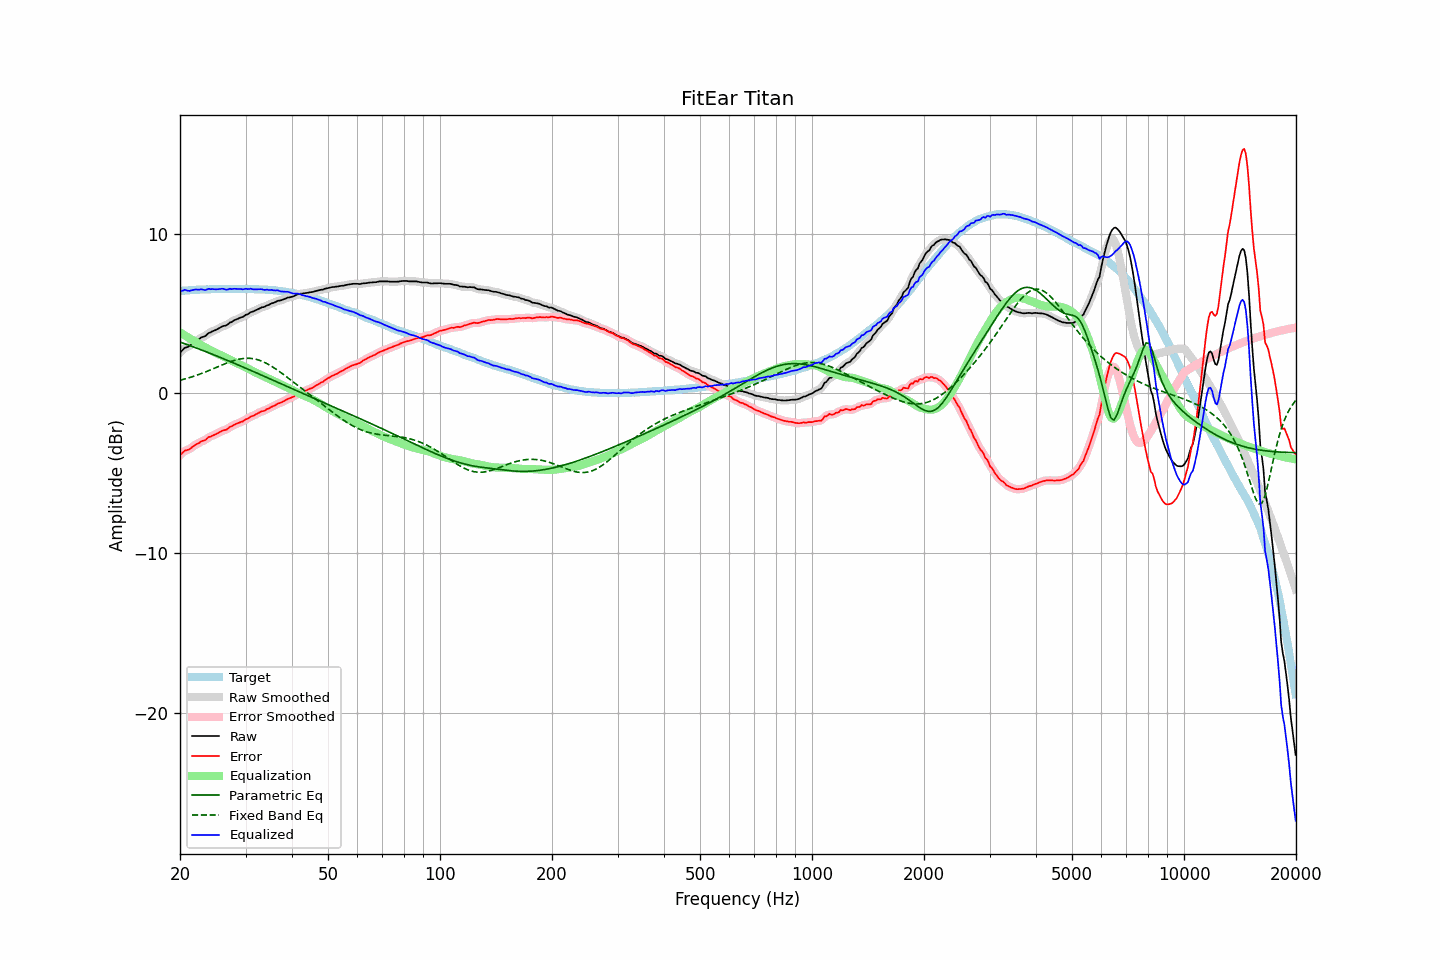 FitEar Titan
Amplitude (dBr)
10
0
−10
−20
Target
Raw Smoothed
Error Smoothed
Raw
Error
Equalization
Parametric Eq
Fixed Band Eq
Equalized
20 50 100 200 500 1000 2000 5000 10000 20000
Frequency (Hz)